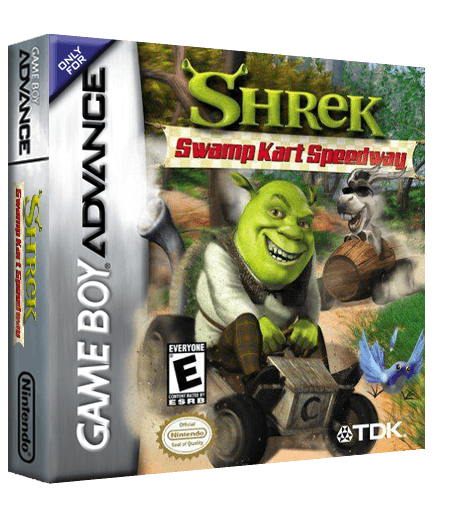 GAME BOY
ADVANCE
SHREK
Swamp Kart Speedway
Nintendo®
ONLY
FOR
GAME BOY ADVANCE
SHREK
Swamp Kart Speedway
EVERYONE
E
CONTENT RATED BY
ESRB
Official
Nintendo
Seal of Quality
C
TDK